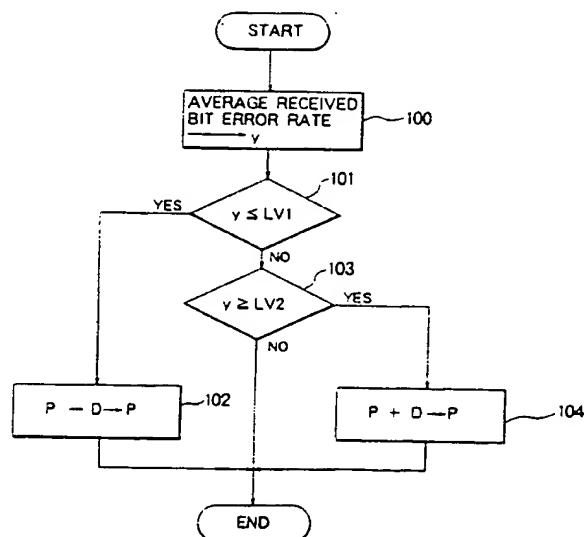 START
AVERAGE RECEIVED
BIT ERROR RATE
→ y
100
101
YES
y ≤ LV1
NO
103
y ≥ LV2
YES
NO
P − D → P
102
P + D → P
104
END